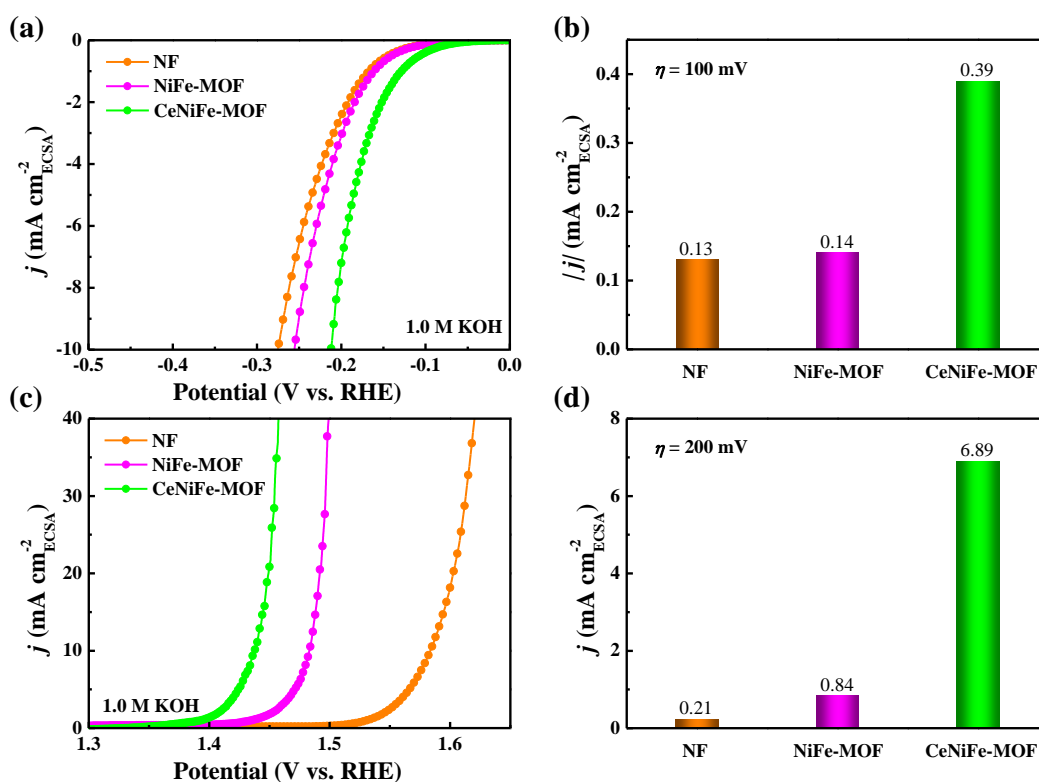 (a)
NF
NiFe-MOF
CeNiFe-MOF
1.0 M KOH
0
-2
-4
-6
-8
-10
-0.5 -0.4 -0.3 -0.2 -0.1 0.0
j (mA cm⁻²ECSA)
Potential (V vs. RHE)
(b)
η = 100 mV
0.13
0.14
0.39
0.4
0.3
0.2
0.1
0.0
NF NiFe-MOF CeNiFe-MOF
|j| (mA cm⁻²ECSA)
(c)
NF
NiFe-MOF
CeNiFe-MOF
1.0 M KOH
40
30
20
10
0
1.3 1.4 1.5 1.6
j (mA cm⁻²ECSA)
Potential (V vs. RHE)
(d)
η = 200 mV
0.21
0.84
6.89
8
6
4
2
0
NF NiFe-MOF CeNiFe-MOF
j (mA cm⁻²ECSA)